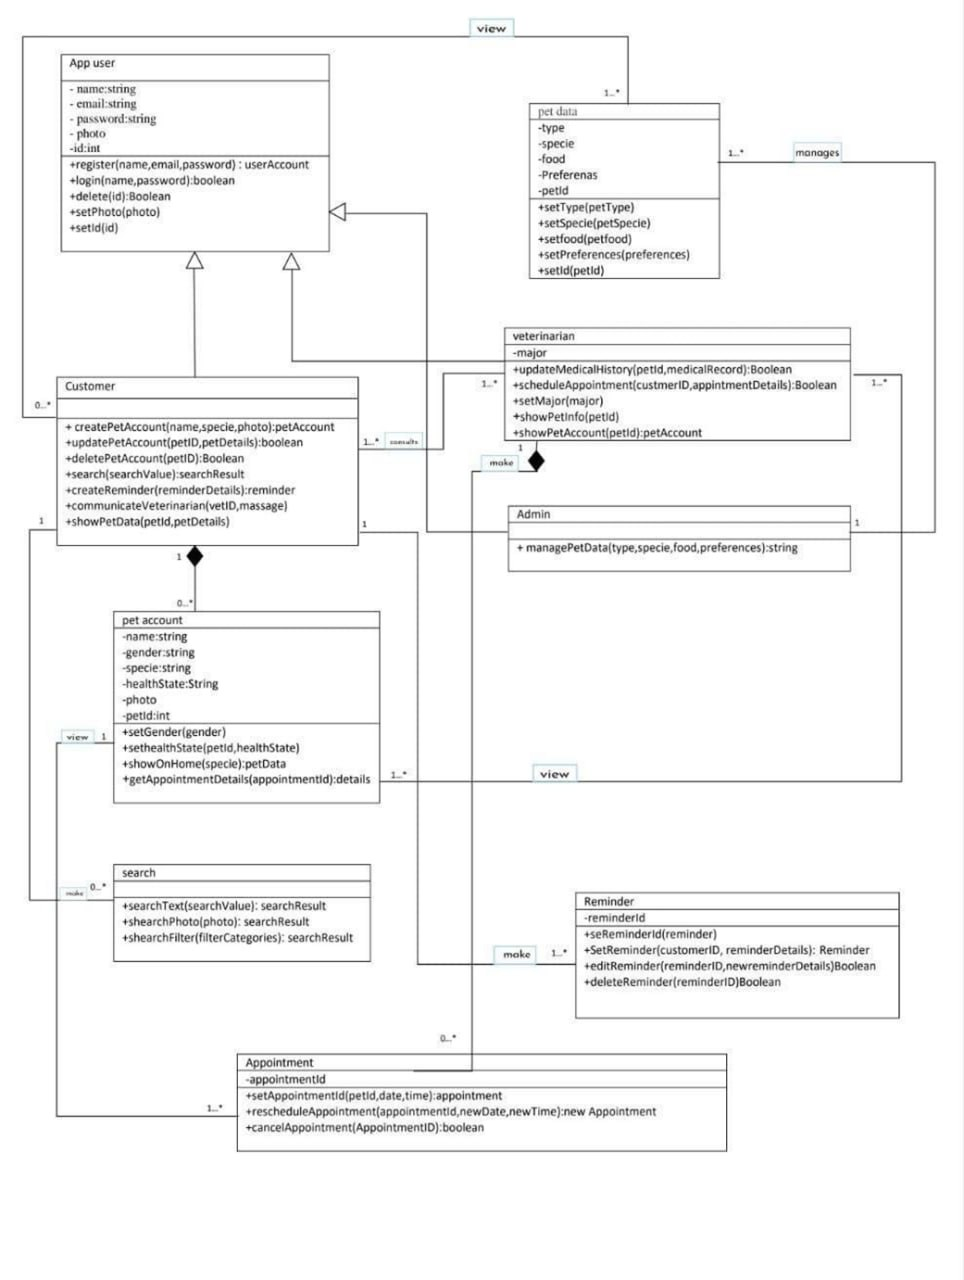 view
App user
- name:string
- email:string
- password:string
- photo
-id:int
+register(name,email,password) : userAccount
+login(name,password):boolean
+delete(id):Boolean
+setPhoto(photo)
+setId(id)
1...*
pet data
-type
-specie
-food
-Preferenas
-petId
+setType(petType)
+setSpecie(petSpecie)
+setfood(petfood)
+setPreferences(preferences)
+setId(petId)
1...*
manages
veterinarian
-major
+updateMedicalHistory(petId,medicalRecord):Boolean
+scheduleAppointment(custmerID,appintmentDetails):Boolean
+setMajor(major)
+showPetInfo(petId)
+showPetAccount(petId):petAccount
1...*
1...*
0...*
Customer
+ createPetAccount(name,specie,photo):petAccount
+updatePetAccount(petID,petDetails):boolean
+deletePetAccount(petID):Boolean
+search(searchValue):searchResult
+createReminder(reminderDetails):reminder
+communicateVeterinarian(vetID,massage)
+showPetData(petId,petDetails)
1...*
consults
1
make
Admin
+ managePetData(type,specie,food,preferences):string
1
1
1
1
0...*
pet account
-name:string
-gender:string
-specie:string
-healthState:String
-photo
-petId:int
+setGender(gender)
+sethealthState(petId,healthState)
+showOnHome(specie):petData
+getAppointmentDetails(appointmentId):details
view
1
1...*
view
search
+searchText(searchValue): searchResult
+shearchPhoto(photo): searchResult
+shearchFilter(filterCategories): searchResult
make
0...*
Reminder
-reminderId
+seReminderId(reminder)
+SetReminder(customerID, reminderDetails): Reminder
+editReminder(reminderID,newreminderDetails)Boolean
+deleteReminder(reminderID)Boolean
make
1...*
0...*
Appointment
-appointmentId
+setAppointmentId(petId,date,time):appointment
+rescheduleAppointment(appointmentId,newDate,newTime):new Appointment
+cancelAppointment(AppointmentID):boolean
1...*